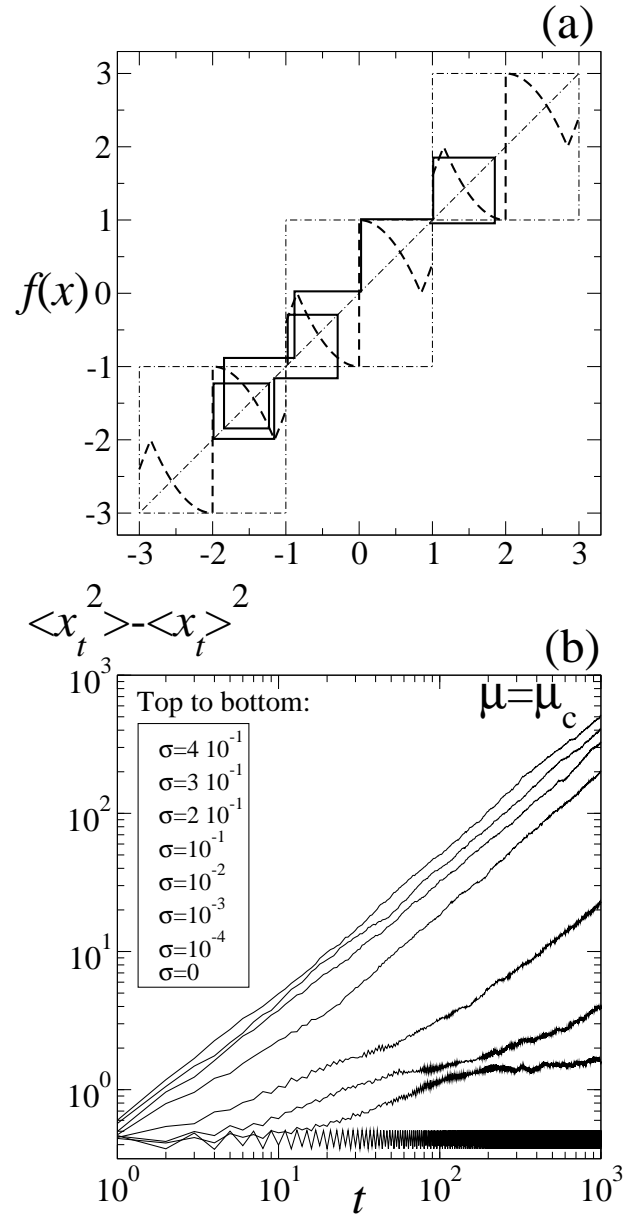 (a)
3
2
1
f(x) 0
-1
-2
-3
-3 -2 -1 0 1 2 3
<x_t^2>-<x_t>^2
(b)
10^3
Top to bottom:
μ=μ_c
σ=4 10^-1
σ=3 10^-1
σ=2 10^-1
σ=10^-1
σ=10^-2
σ=10^-3
σ=10^-4
σ=0
10^2
10^1
10^0
10^0 10^1 t 10^2 10^3